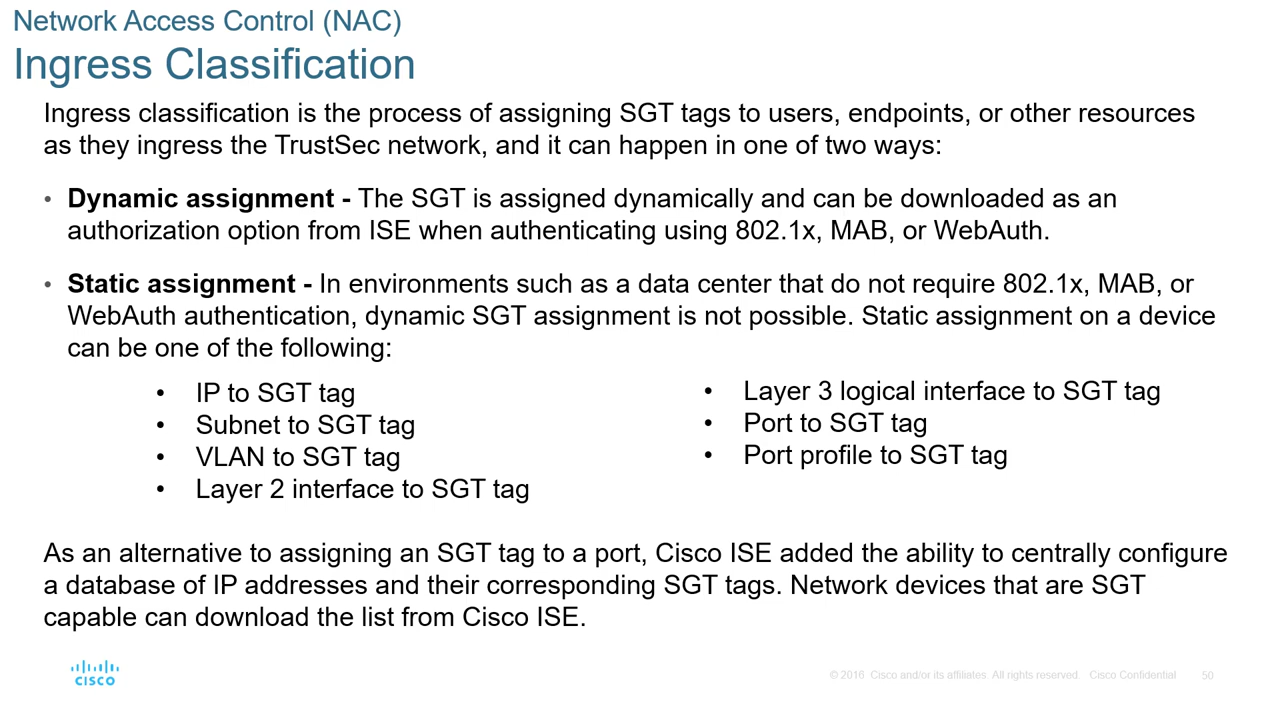 Network Access Control (NAC)
Ingress Classification
Ingress classification is the process of assigning SGT tags to users, endpoints, or other resources
as they ingress the TrustSec network, and it can happen in one of two ways:
• Dynamic assignment - The SGT is assigned dynamically and can be downloaded as an
authorization option from ISE when authenticating using 802.1x, MAB, or WebAuth.
• Static assignment - In environments such as a data center that do not require 802.1x, MAB, or
WebAuth authentication, dynamic SGT assignment is not possible. Static assignment on a device
can be one of the following:
• IP to SGT tag
• Subnet to SGT tag
• VLAN to SGT tag
• Layer 2 interface to SGT tag
• Layer 3 logical interface to SGT tag
• Port to SGT tag
• Port profile to SGT tag
As an alternative to assigning an SGT tag to a port, Cisco ISE added the ability to centrally configure
a database of IP addresses and their corresponding SGT tags. Network devices that are SGT
capable can download the list from Cisco ISE.
CISCO
© 2016 Cisco and/or its affiliates. All rights reserved. Cisco Confidential 50